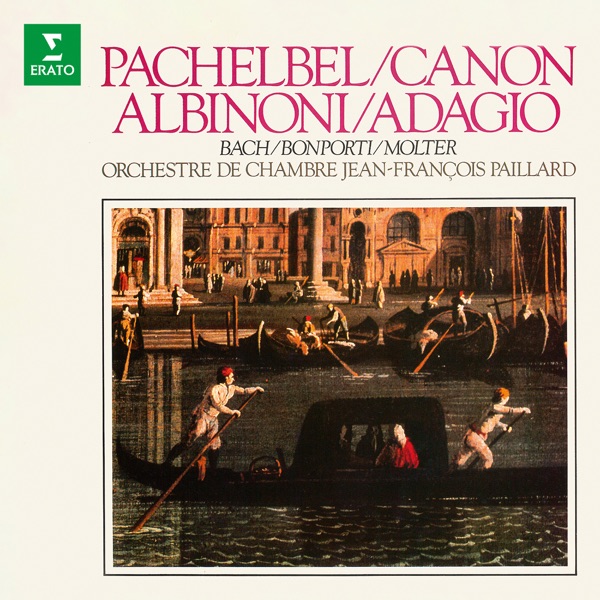 ERATO
PACHELBEL/CANON
ALBINONI/ADAGIO
BACH/BONPORTI/MOLTER
ORCHESTRE DE CHAMBRE JEAN-FRANÇOIS PAILLARD